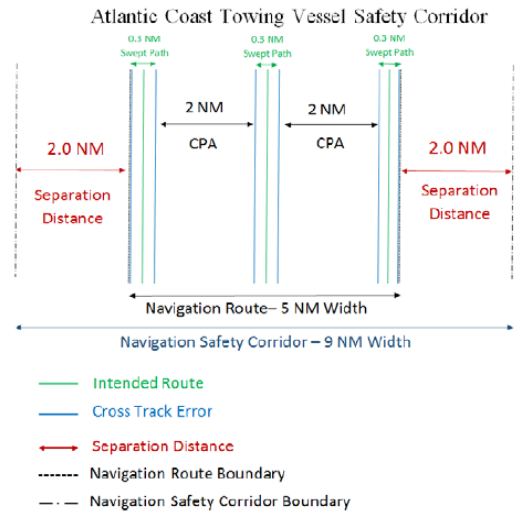 Atlantic Coast Towing Vessel Safety Corridor
0.3 NM 0.3 NM 0.3 NM
Swept Path Swept Path Swept Path
2 NM 2 NM
2.0 NM CPA CPA 2.0 NM
Separation Separation
Distance Distance
Navigation Route– 5 NM Width
Navigation Safety Corridor – 9 NM Width
Intended Route
Cross Track Error
Separation Distance
Navigation Route Boundary
Navigation Safety Corridor Boundary